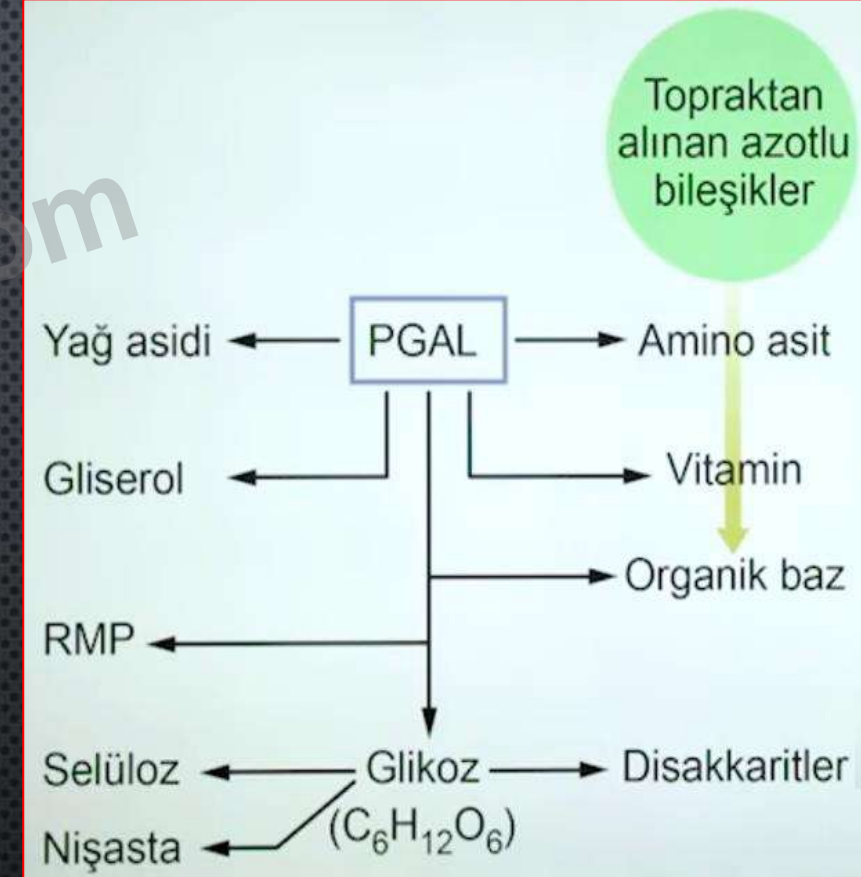 Topraktan
alınan azotlu
bileşikler
om
Yağ asidi
PGAL
Amino asit
Gliserol
Vitamin
Organik baz
RMP
Selüloz
Glikoz
Disakkaritler
(C₆H₁₂O₆)
Nişasta